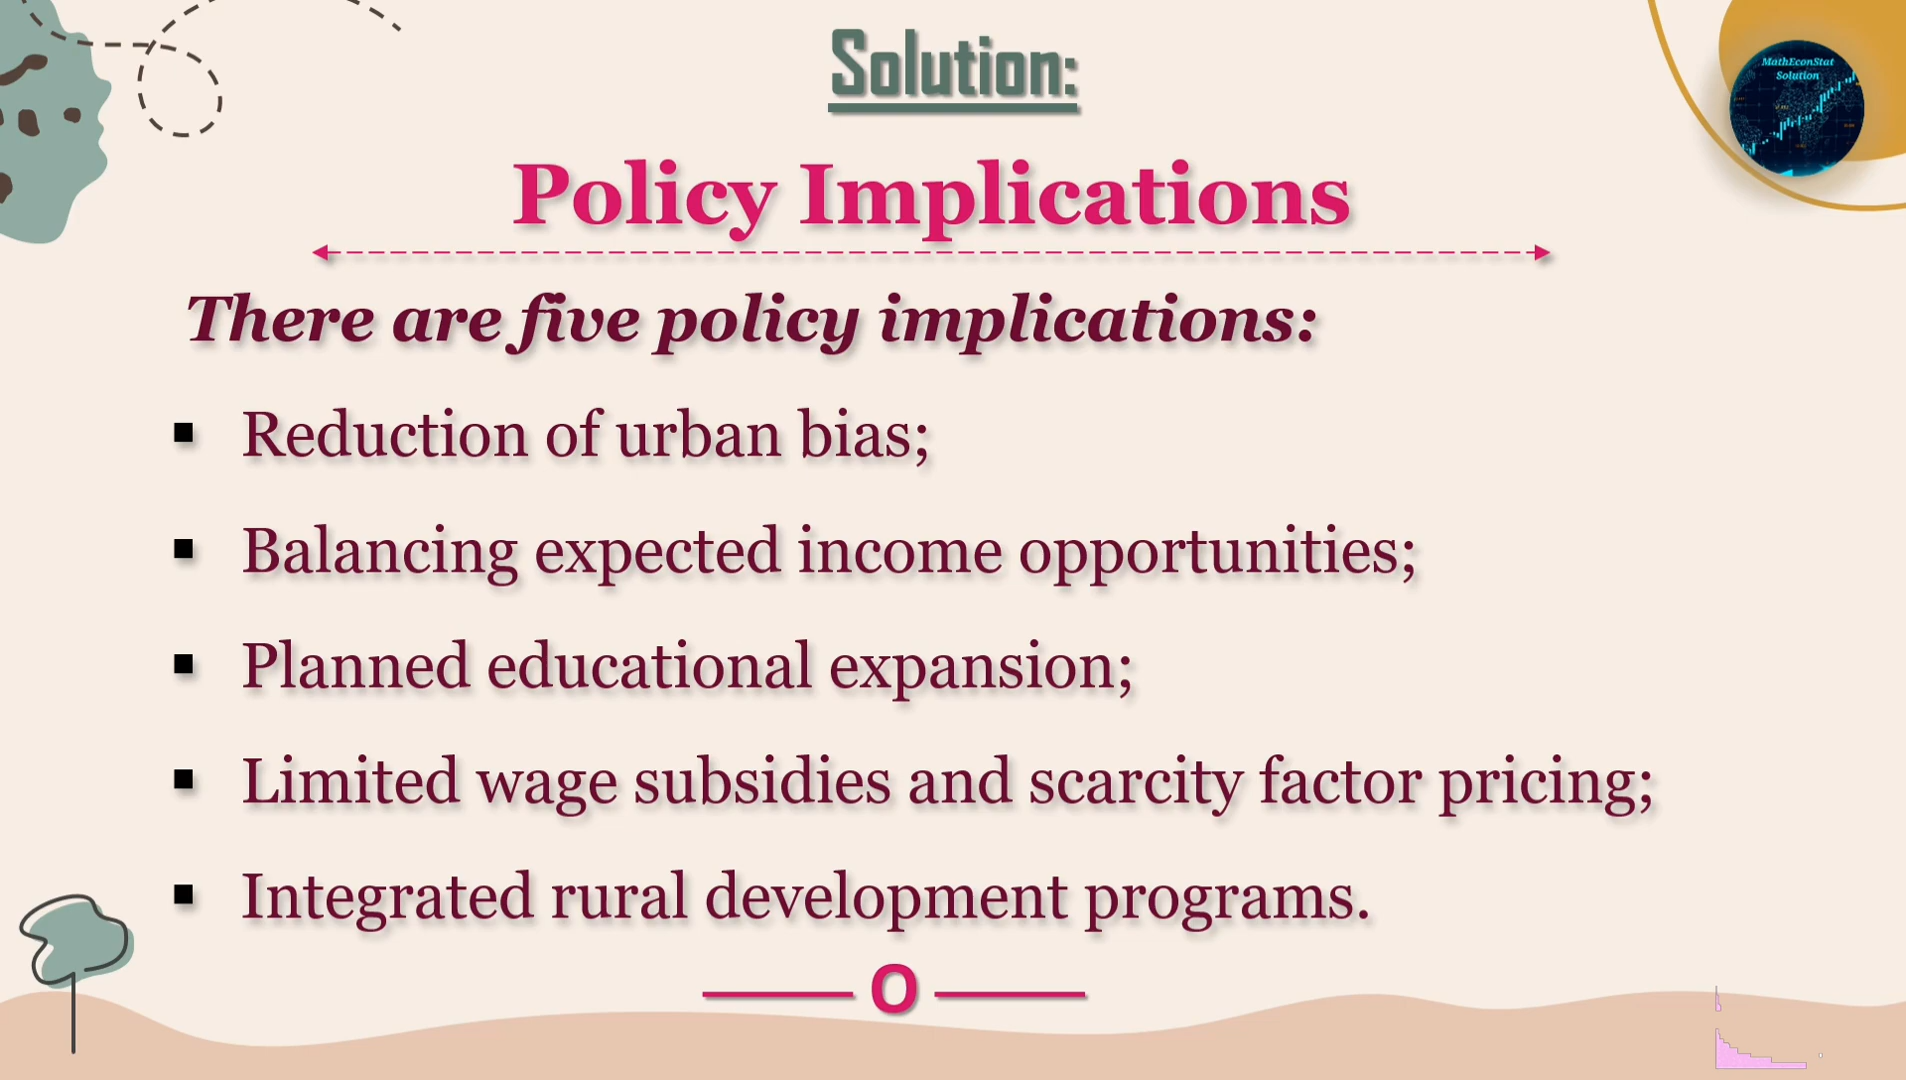 Solution:
MathEconStat
Solution
Policy Implications
There are five policy implications:
▪ Reduction of urban bias;
▪ Balancing expected income opportunities;
▪ Planned educational expansion;
▪ Limited wage subsidies and scarcity factor pricing;
▪ Integrated rural development programs.
O